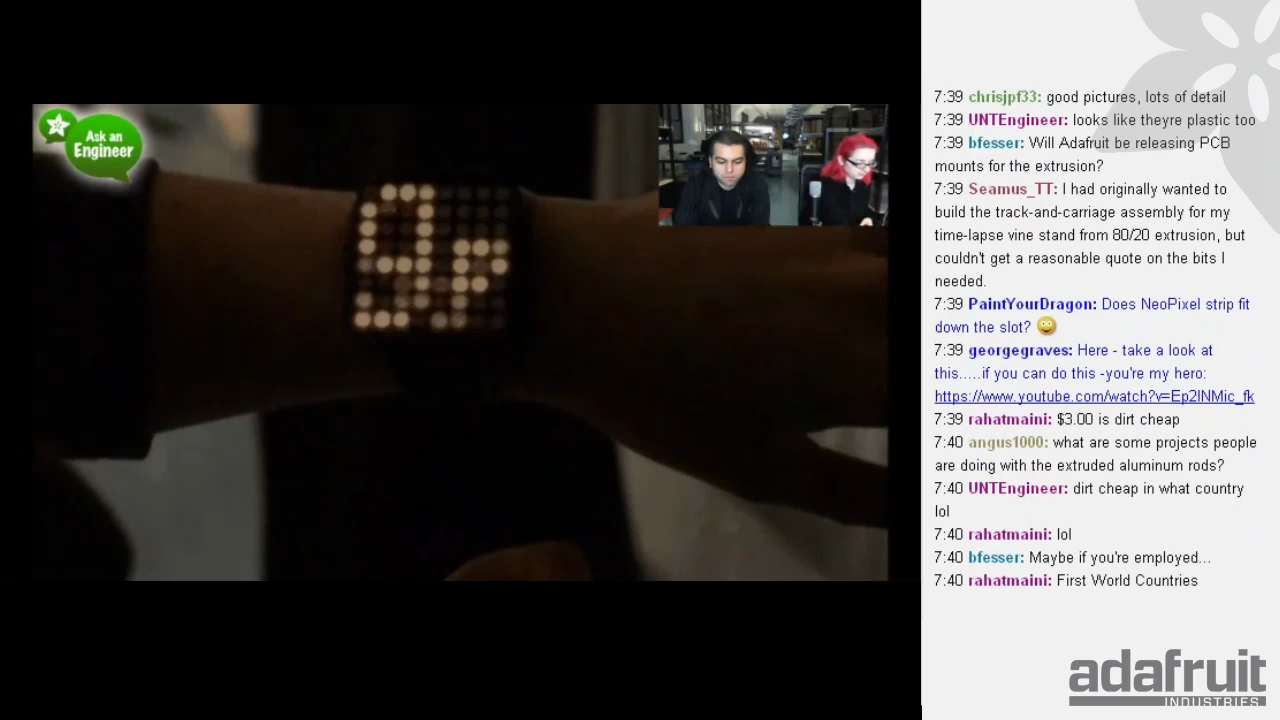 Ask an
Engineer
7:39 chrisjpf33: good pictures, lots of detail
7:39 UNTEngineer: looks like theyre plastic too
7:39 bfesser: Will Adafruit be releasing PCB
mounts for the extrusion?
7:39 Seamus_TT: I had originally wanted to
build the track-and-carriage assembly for my
time-lapse vine stand from 80/20 extrusion, but
couldn't get a reasonable quote on the bits I
needed.
7:39 PaintYourDragon: Does NeoPixel strip fit
down the slot?
7:39 georgegraves: Here - take a look at
this.....if you can do this -you're my hero:
https://www.youtube.com/watch?v=Ep2lNMic_fk
7:39 rahatmaini: $3.00 is dirt cheap
7:40 angus1000: what are some projects people
are doing with the extruded aluminum rods?
7:40 UNTEngineer: dirt cheap in what country
lol
7:40 rahatmaini: lol
7:40 bfesser: Maybe if you're employed...
7:40 rahatmaini: First World Countries
adafruit
INDUSTRIES